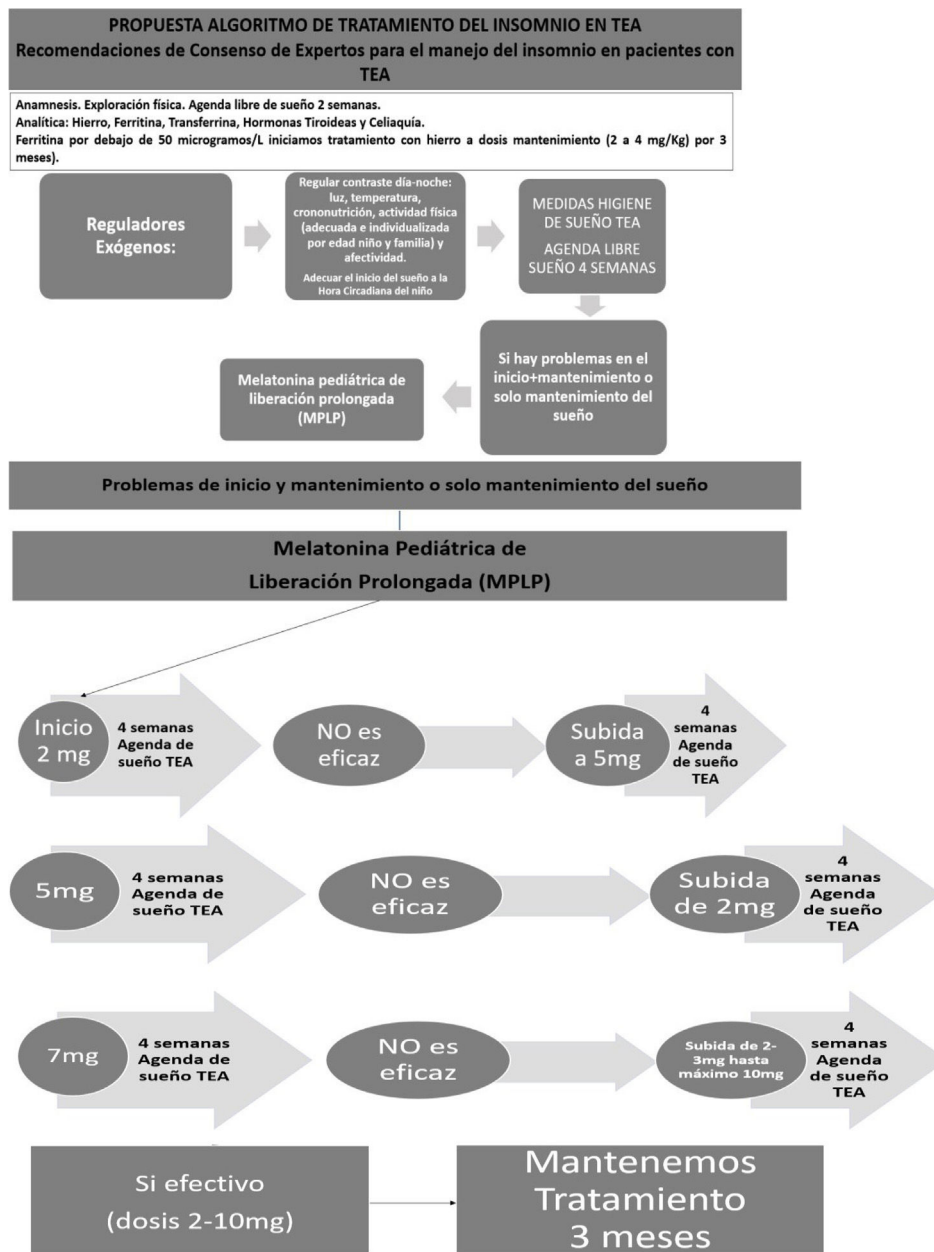 PROPUESTA ALGORITMO DE TRATAMIENTO DEL INSOMNIO EN TEA
Recomendaciones de Consenso de Expertos para el manejo del insomnio en pacientes con
TEA
Anamnesis. Exploración física. Agenda libre de sueño 2 semanas.
Analítica: Hierro, Ferritina, Transferrina, Hormonas Tiroideas y Celiaquía.
Ferritina por debajo de 50 microgramos/L iniciamos tratamiento con hierro a dosis mantenimiento (2 a 4 mg/Kg) por 3
meses).
Reguladores
Exógenos:
Regular contraste día-noche:
luz, temperatura,
crononutrición, actividad física
(adecuada e individualizada
por edad niño y familia) y
afectividad.
Adecuar el inicio del sueño a la
Hora Circadiana del niño
MEDIDAS HIGIENE
DE SUEÑO TEA
AGENDA LIBRE
SUEÑO 4 SEMANAS
Si hay problemas en el
inicio+mantenimiento o
solo mantenimiento del
sueño
Melatonina pediátrica de
liberación prolongada
(MPLP)
Problemas de inicio y mantenimiento o solo mantenimiento del sueño
Melatonina Pediátrica de
Liberación Prolongada (MPLP)
Inicio
2 mg
4 semanas
Agenda de
sueño TEA
NO es
eficaz
Subida
a 5mg
4
semanas
Agenda
de sueño
TEA
5mg
4 semanas
Agenda de
sueño TEA
NO es
eficaz
Subida
de 2mg
4
semanas
Agenda
de sueño
TEA
7mg
4 semanas
Agenda de
sueño TEA
NO es
eficaz
Subida de 2-
3mg hasta
máximo 10mg
4
semanas
Agenda
de sueño
TEA
Si efectivo
(dosis 2-10mg)
Mantenemos
Tratamiento
3 meses